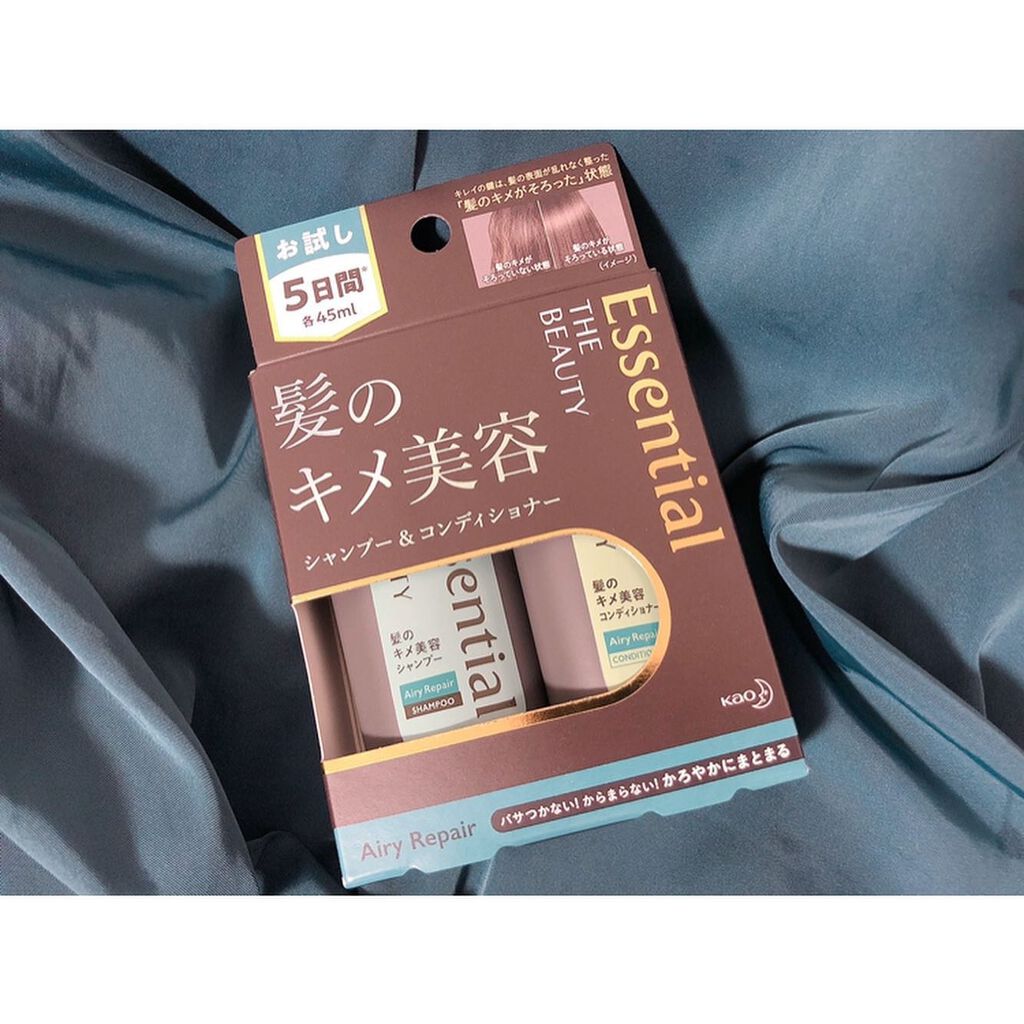 キレイの鍵は、髪の表面が乱れなく整った
「髪のキメがそろった」状態
髪のキメが
そろっていない状態
髪のキメが
そろっている状態
(イメージ)
お試し
5日間*
各45ml
Essential
THE
BEAUTY
髪の
キメ美容
シャンプー&コンディショナー
sential
TY
髪の
キメ美容
シャンプー
Airy Repair
SHAMPOO
Y
髪の
キメ美容
コンディショナー
Airy Repai
CONDITIO
Kao
Airy Repair
パサつかない!からまらない!かろやかにまとまる